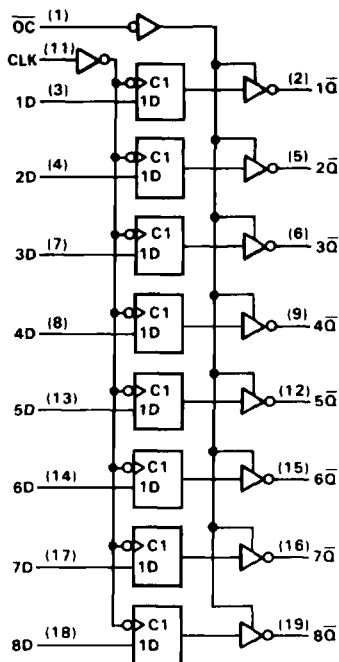 O̅C̅ (1)
CLK (11)
C1
1D (3) 1D (2) 1Q̅
C1
2D (4) 1D (5) 2Q̅
C1
3D (7) 1D (6) 3Q̅
C1
4D (8) 1D (9) 4Q̅
C1
5D (13) 1D (12) 5Q̅
C1
6D (14) 1D (15) 6Q̅
C1
7D (17) 1D (16) 7Q̅
C1
8D (18) 1D (19) 8Q̅